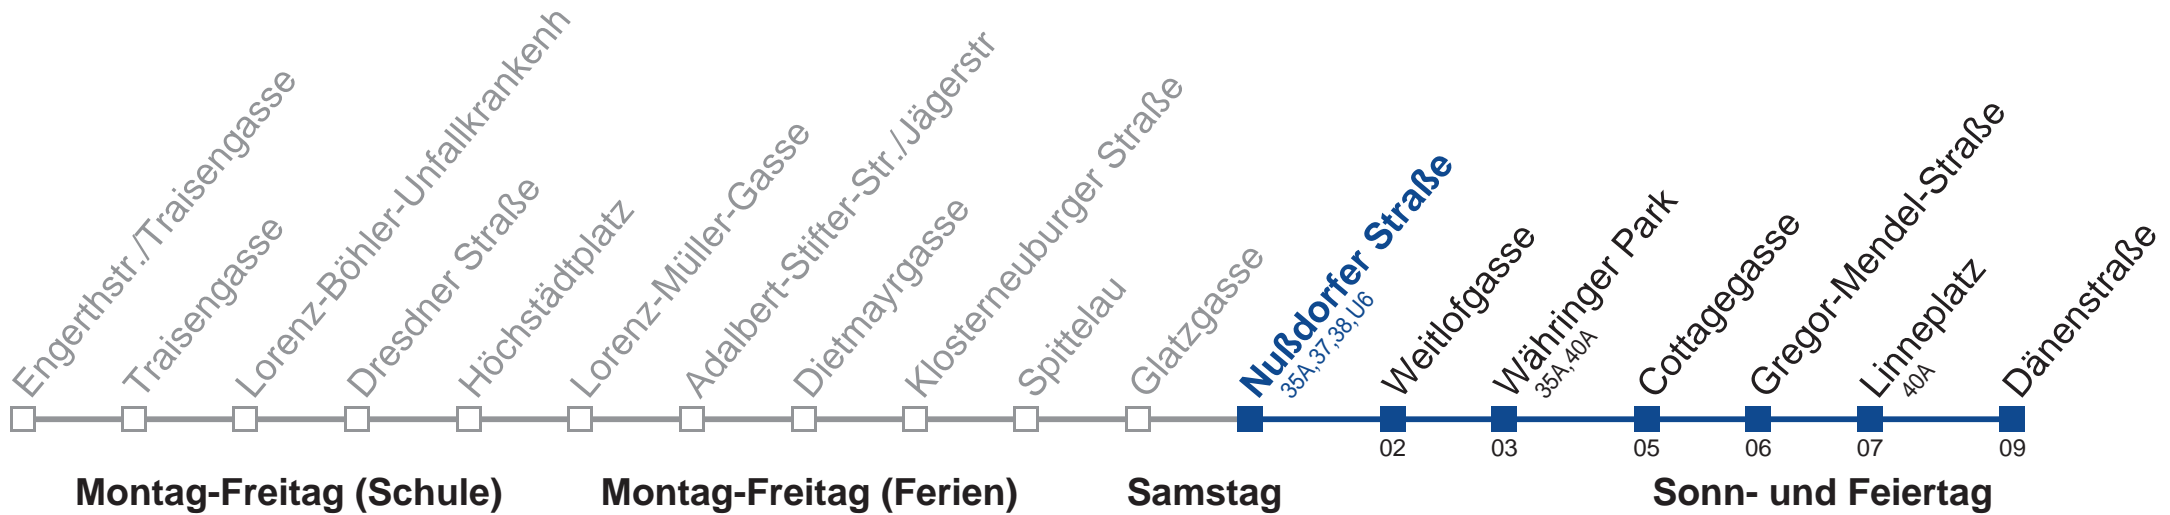 Engerthstr./Traisengasse
Traisengasse
Lorenz-Böhler-Unfallkrankenh
Dresdner Straße
Höchstädtplatz
Lorenz-Müller-Gasse
Adalbert-Stifter-Str./Jägerstr
Dietmayrgasse
Klosterneuburger Straße
Spittelau
Glatzgasse
Nußdorfer Straße
35A,37,38,U6
Weitlofgasse
Währinger Park
35A,40A
Cottagegasse
Gregor-Mendel-Straße
Linneplatz
40A
Dänenstraße
02 03 05 06 07 09
Montag-Freitag (Schule) Montag-Freitag (Ferien) Samstag Sonn- und Feiertag